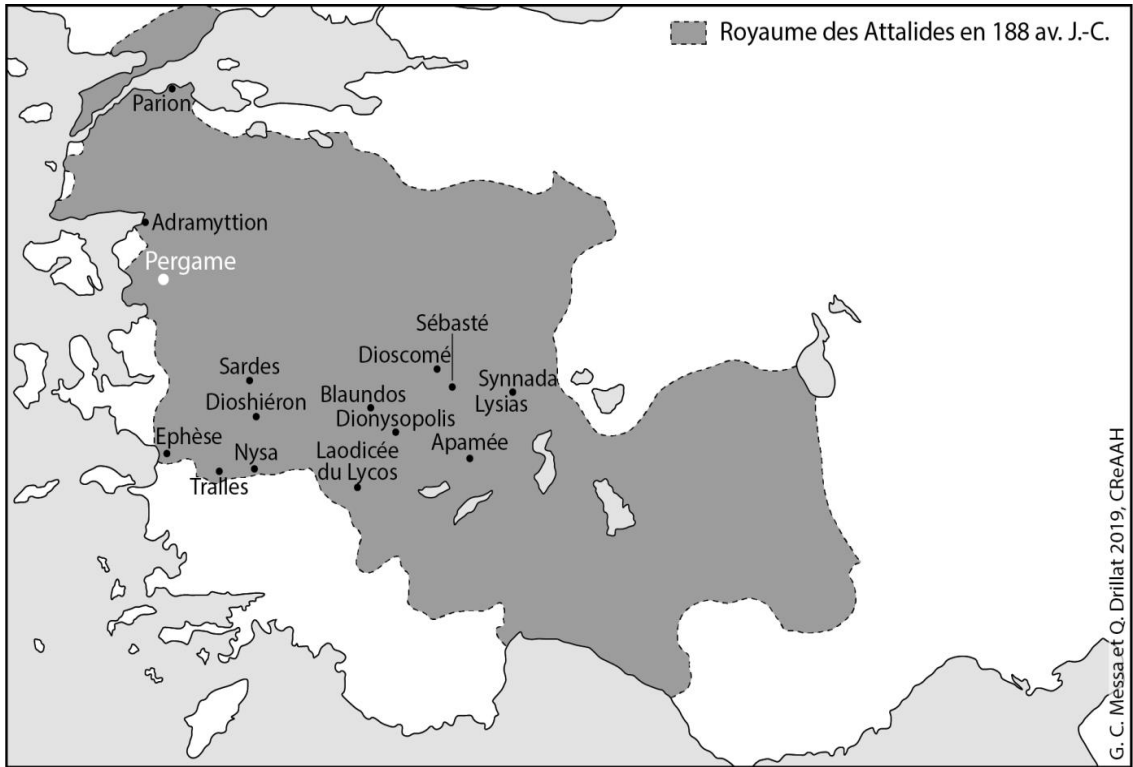 Royaume des Attalides en 188 av. J.-C.
Parion
Adramyttion
Pergame
Sébasté
Dioscomé
Sardes
Synnada
Blaundos
Lysias
Dioshiéron
Dionysopolis
Ephèse
Nysa
Laodicée
du Lycos
Apamée
Tralles
G. C. Messa et Q. Drillat 2019, CReAAH